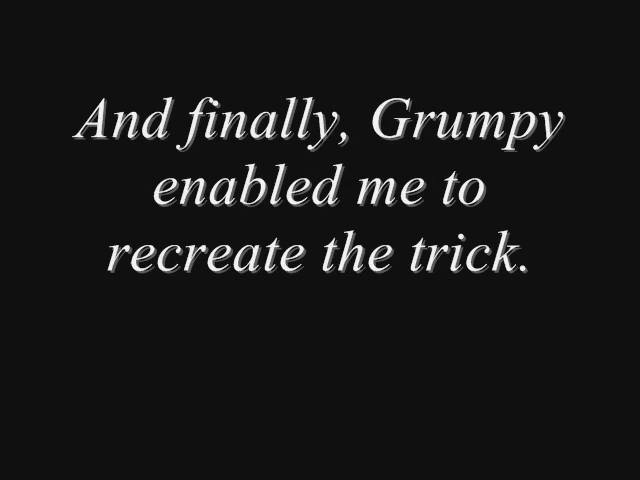 And finally, Grumpy
enabled me to
recreate the trick.